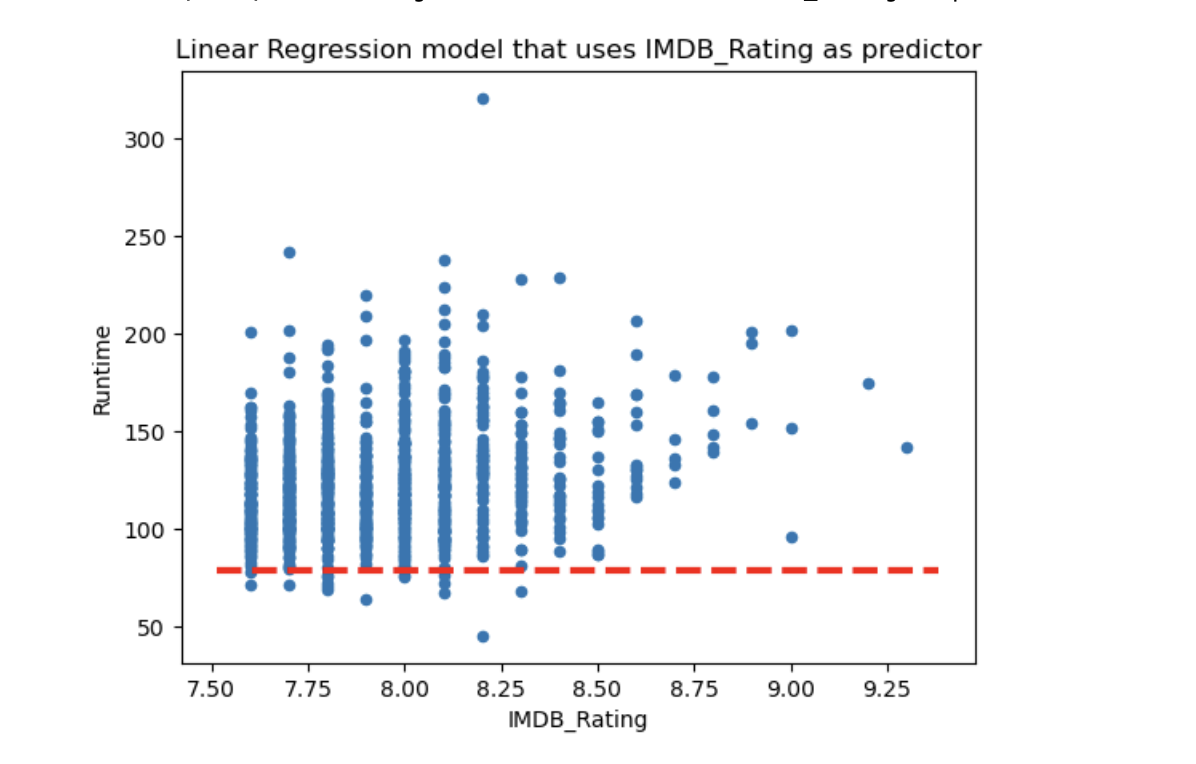 Linear Regression model that uses IMDB_Rating as predictor
300
250
200
150
100
50
Runtime
7.50 7.75 8.00 8.25 8.50 8.75 9.00 9.25
IMDB_Rating